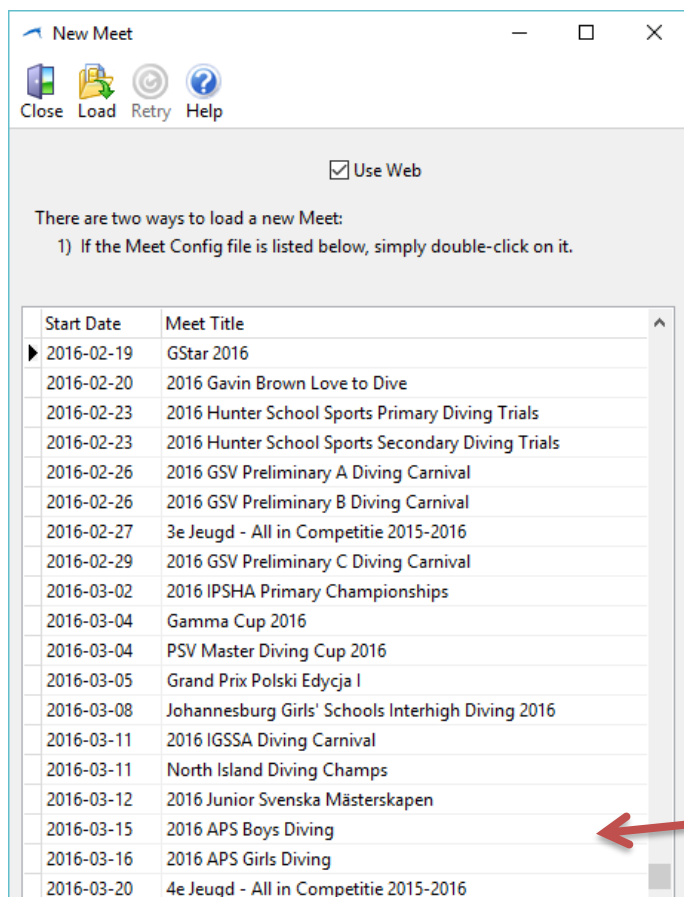 New Meet
Close Load Retry Help
Use Web
There are two ways to load a new Meet:
1) If the Meet Config file is listed below, simply double-click on it.
Start Date Meet Title
2016-02-19 GStar 2016
2016-02-20 2016 Gavin Brown Love to Dive
2016-02-23 2016 Hunter School Sports Primary Diving Trials
2016-02-23 2016 Hunter School Sports Secondary Diving Trials
2016-02-26 2016 GSV Preliminary A Diving Carnival
2016-02-26 2016 GSV Preliminary B Diving Carnival
2016-02-27 3e Jeugd - All in Competitie 2015-2016
2016-02-29 2016 GSV Preliminary C Diving Carnival
2016-03-02 2016 IPSHA Primary Championships
2016-03-04 Gamma Cup 2016
2016-03-04 PSV Master Diving Cup 2016
2016-03-05 Grand Prix Polski Edycja I
2016-03-08 Johannesburg Girls' Schools Interhigh Diving 2016
2016-03-11 2016 IGSSA Diving Carnival
2016-03-11 North Island Diving Champs
2016-03-12 2016 Junior Svenska Mästerskapen
2016-03-15 2016 APS Boys Diving
2016-03-16 2016 APS Girls Diving
2016-03-20 4e Jeugd - All in Competitie 2015-2016